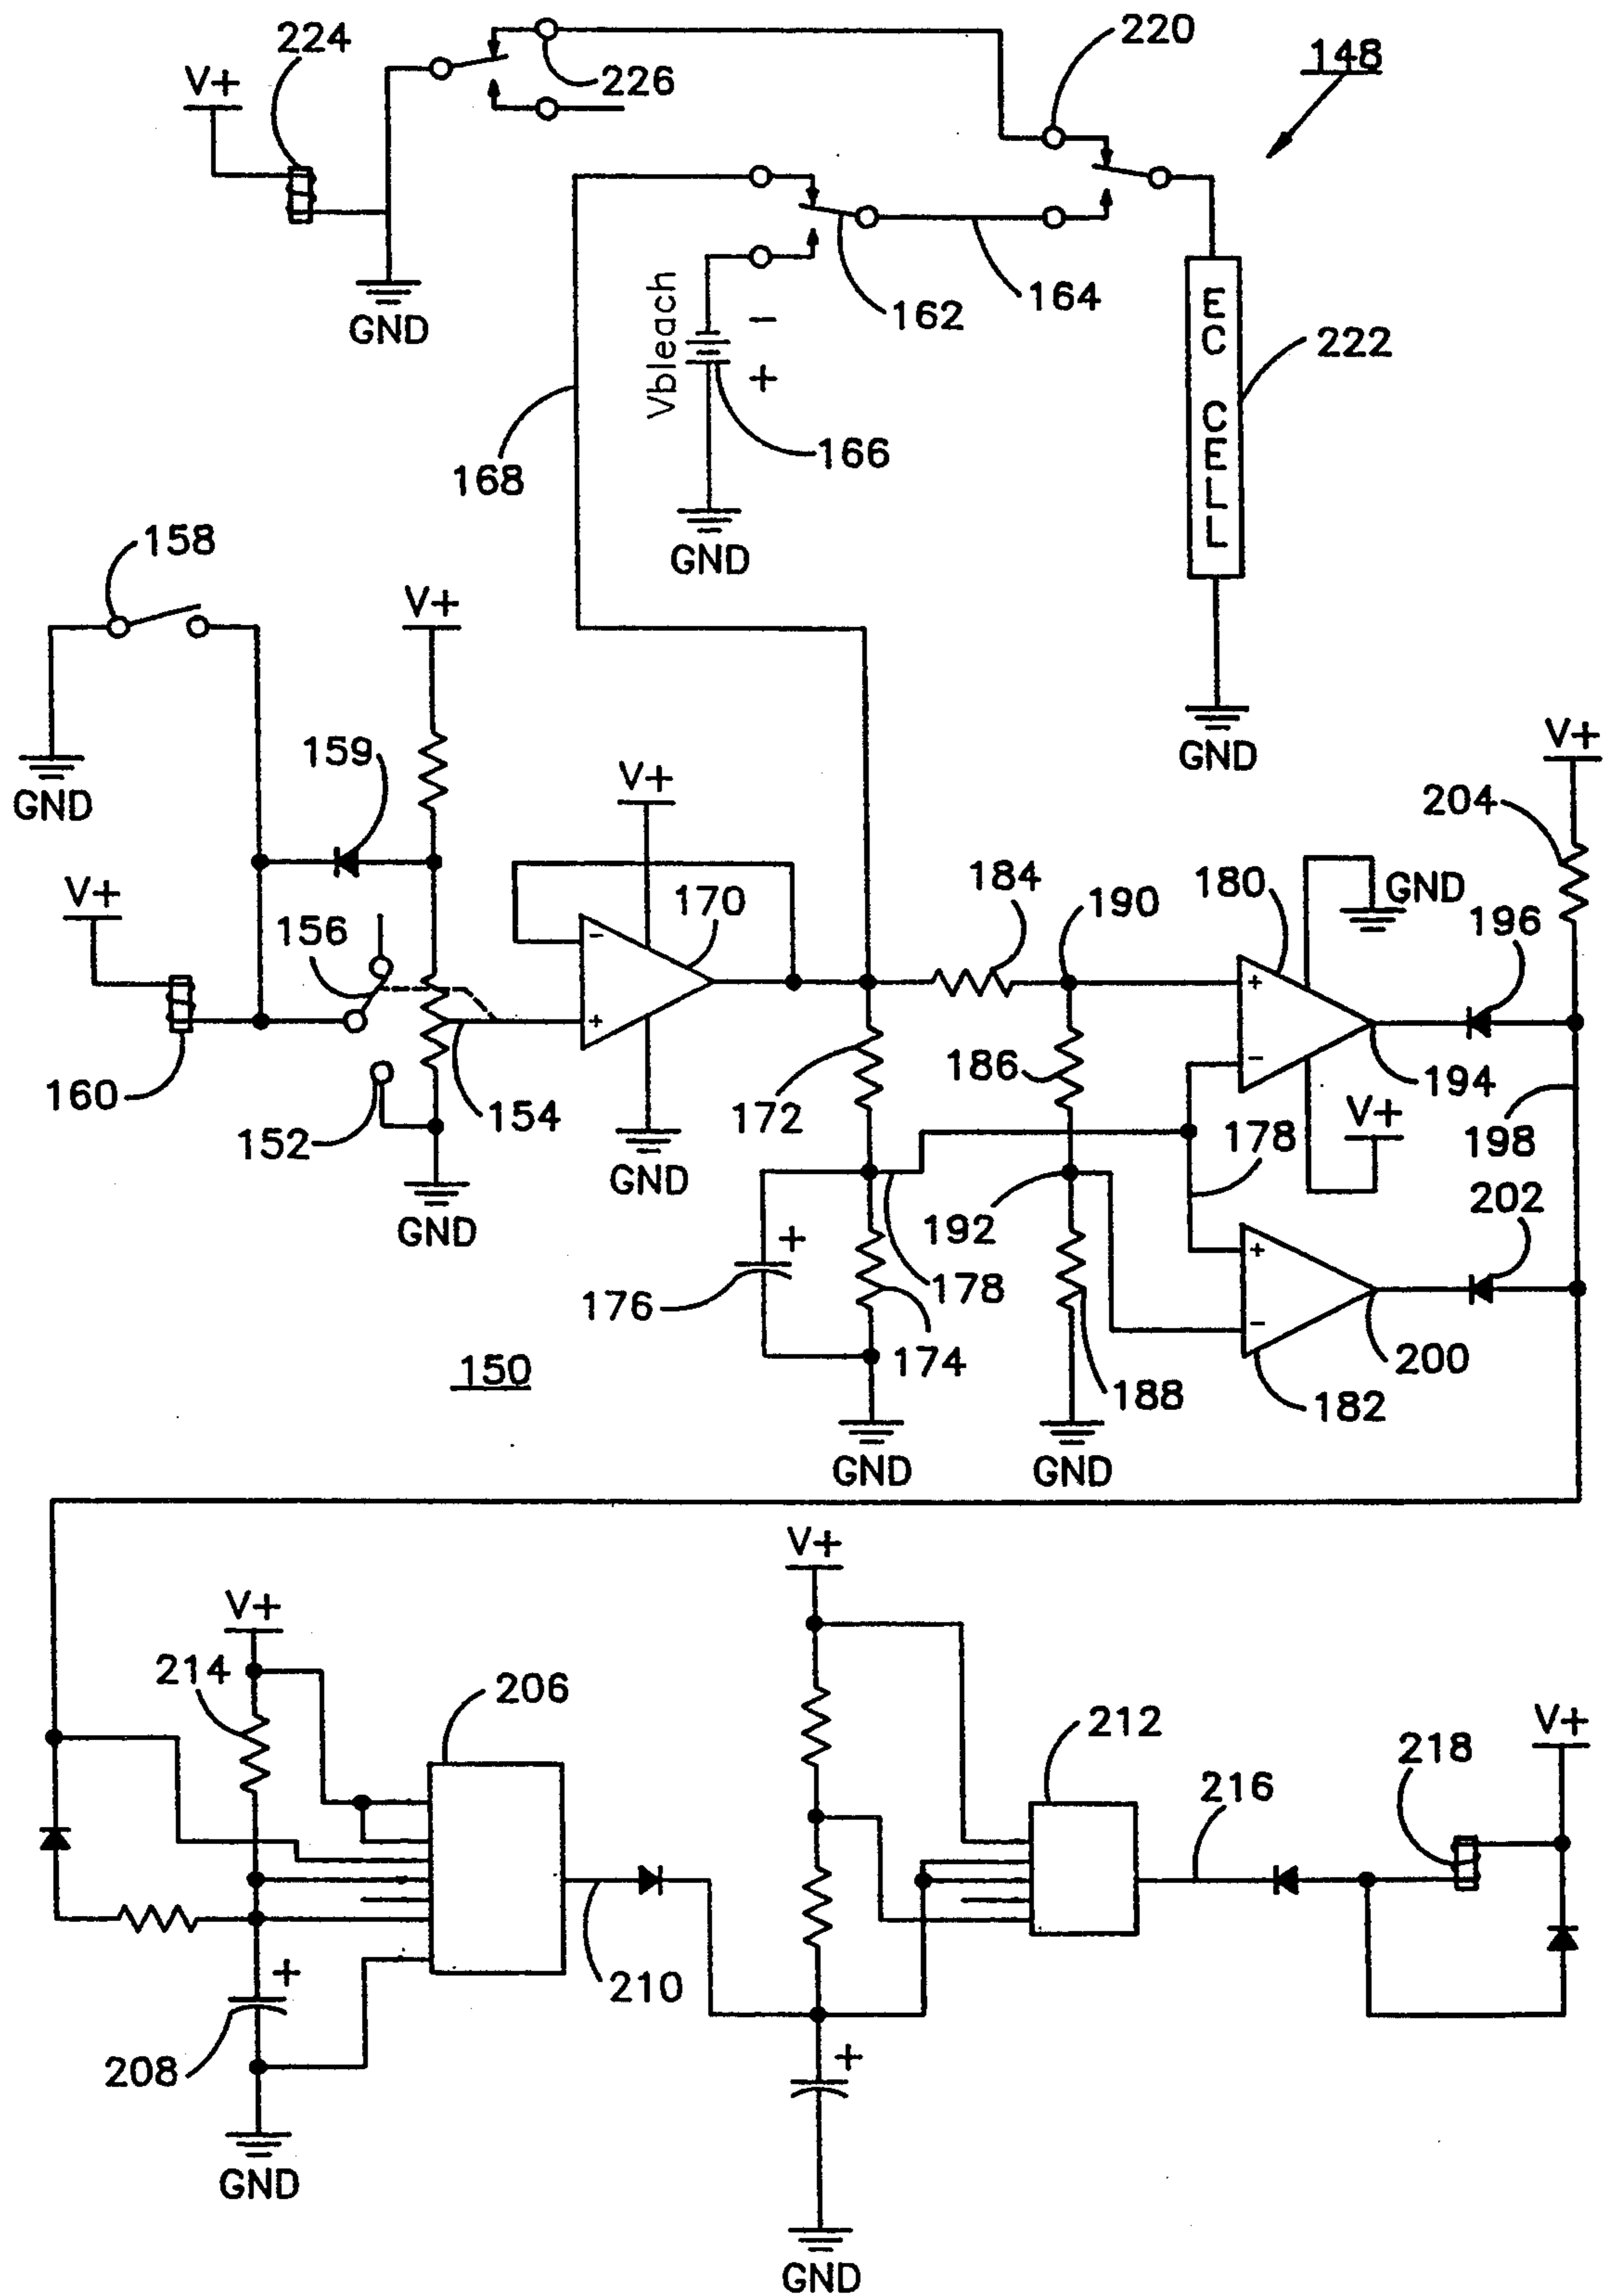 224
V+
226
220
148
GND
Vbleach
-
+
162
164
166
168
GND
EC CELL
222
GND
158
GND
V+
159
V+
156
160
152
154
GND
V+
-
+
170
GND
172
184
190
186
192
176
+
178
174
188
GND
GND
180
GND
+
-
194
V+
178
+
-
182
200
196
198
202
204
V+
150
V+
214
206
208
+
GND
210
V+
212
+
GND
216
218
V+